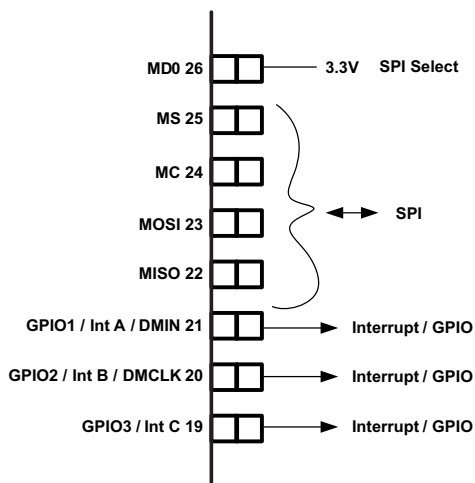 MD0 26 3.3V SPI Select
MS 25
MC 24
MOSI 23
SPI
MISO 22
GPIO1 / Int A / DMIN 21 Interrupt / GPIO
GPIO2 / Int B / DMCLK 20 Interrupt / GPIO
GPIO3 / Int C 19 Interrupt / GPIO